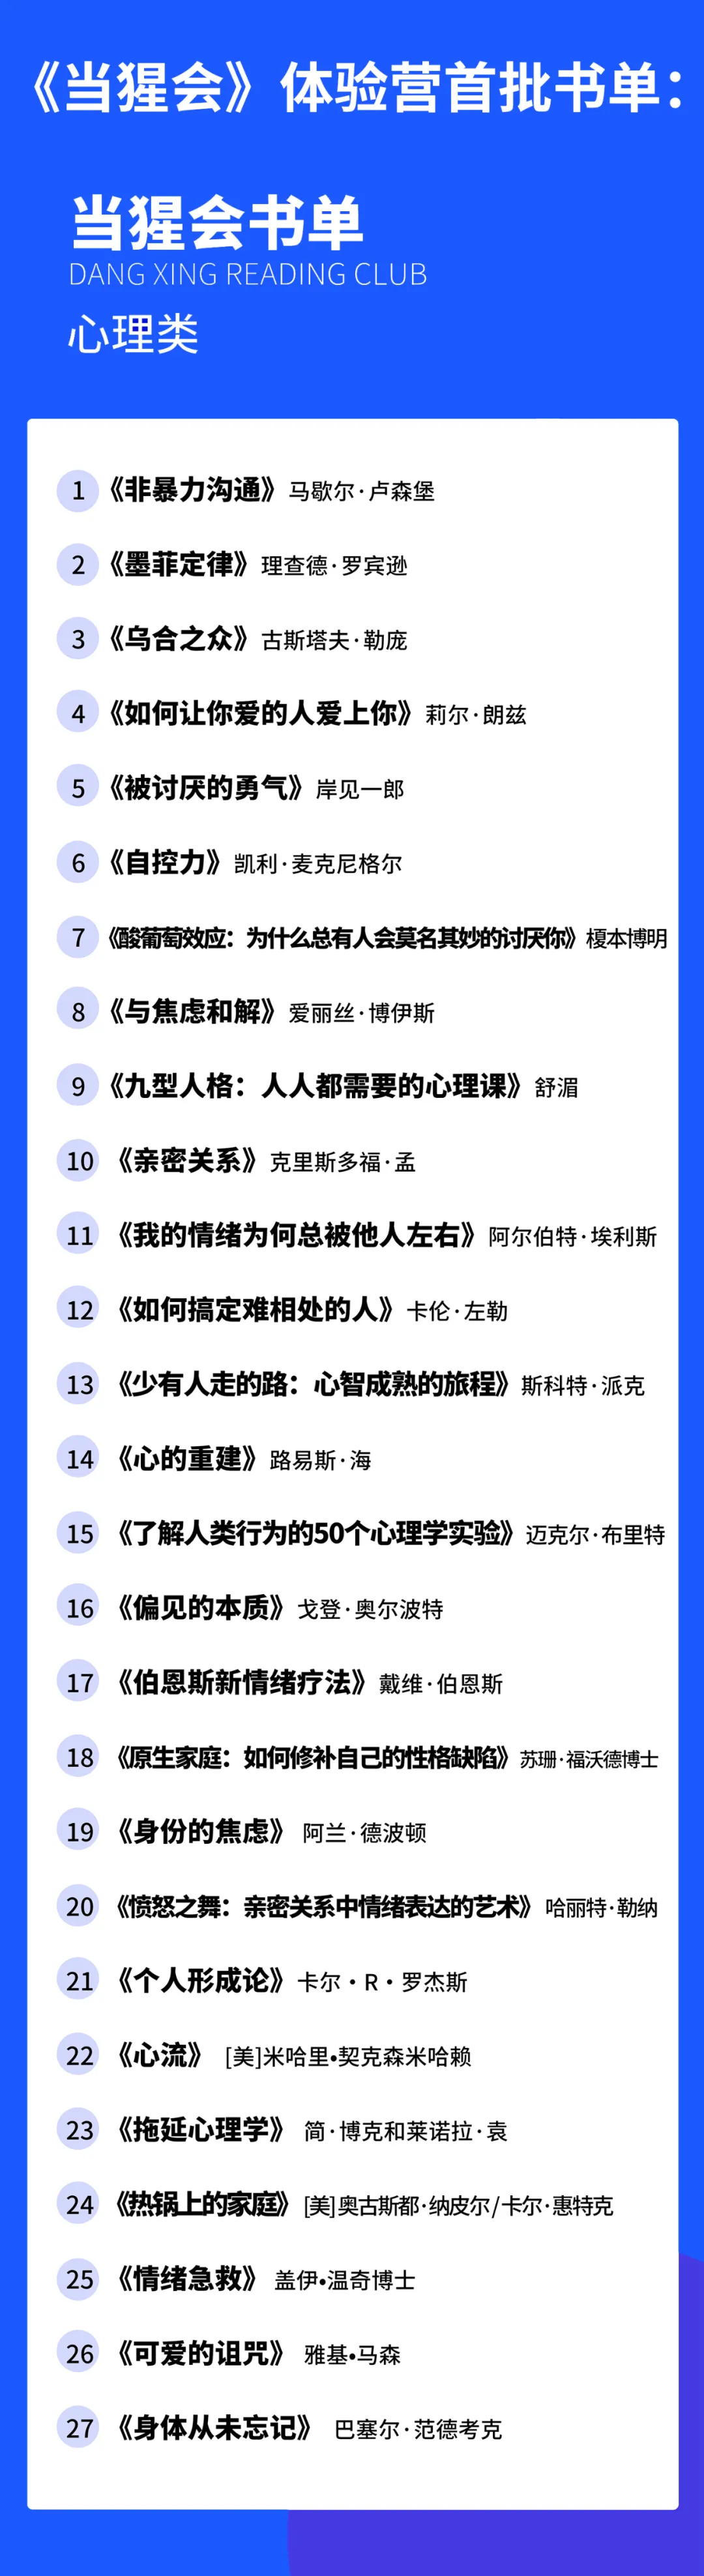 《当猩会》体验营首批书单：
当猩会书单
DANG XING READING CLUB
心理类
1 《非暴力沟通》马歇尔·卢森堡
2 《墨菲定律》理查德·罗宾逊
3 《乌合之众》古斯塔夫·勒庞
4 《如何让你爱的人爱上你》莉尔·朗兹
5 《被讨厌的勇气》岸见一郎
6 《自控力》凯利·麦克尼格尔
7 《酸葡萄效应：为什么总有人会莫名其妙的讨厌你》榎本博明
8 《与焦虑和解》爱丽丝·博伊斯
9 《九型人格：人人都需要的心理课》舒湄
10 《亲密关系》克里斯多福·孟
11 《我的情绪为何总被他人左右》阿尔伯特·埃利斯
12 《如何搞定难相处的人》卡伦·左勒
13 《少有人走的路：心智成熟的旅程》斯科特·派克
14 《心的重建》路易斯·海
15 《了解人类行为的50个心理学实验》迈克尔·布里特
16 《偏见的本质》戈登·奥尔波特
17 《伯恩斯新情绪疗法》戴维·伯恩斯
18 《原生家庭：如何修补自己的性格缺陷》苏珊·福沃德博士
19 《身份的焦虑》 阿兰·德波顿
20 《愤怒之舞：亲密关系中情绪表达的艺术》哈丽特·勒纳
21 《个人形成论》卡尔·R·罗杰斯
22 《心流》 [美]米哈里•契克森米哈赖
23 《拖延心理学》 简·博克和莱诺拉·袁
24 《热锅上的家庭》[美]奥古斯都·纳皮尔/卡尔·惠特克
25 《情绪急救》 盖伊•温奇博士
26 《可爱的诅咒》 雅基•马森
27 《身体从未忘记》 巴塞尔·范德考克